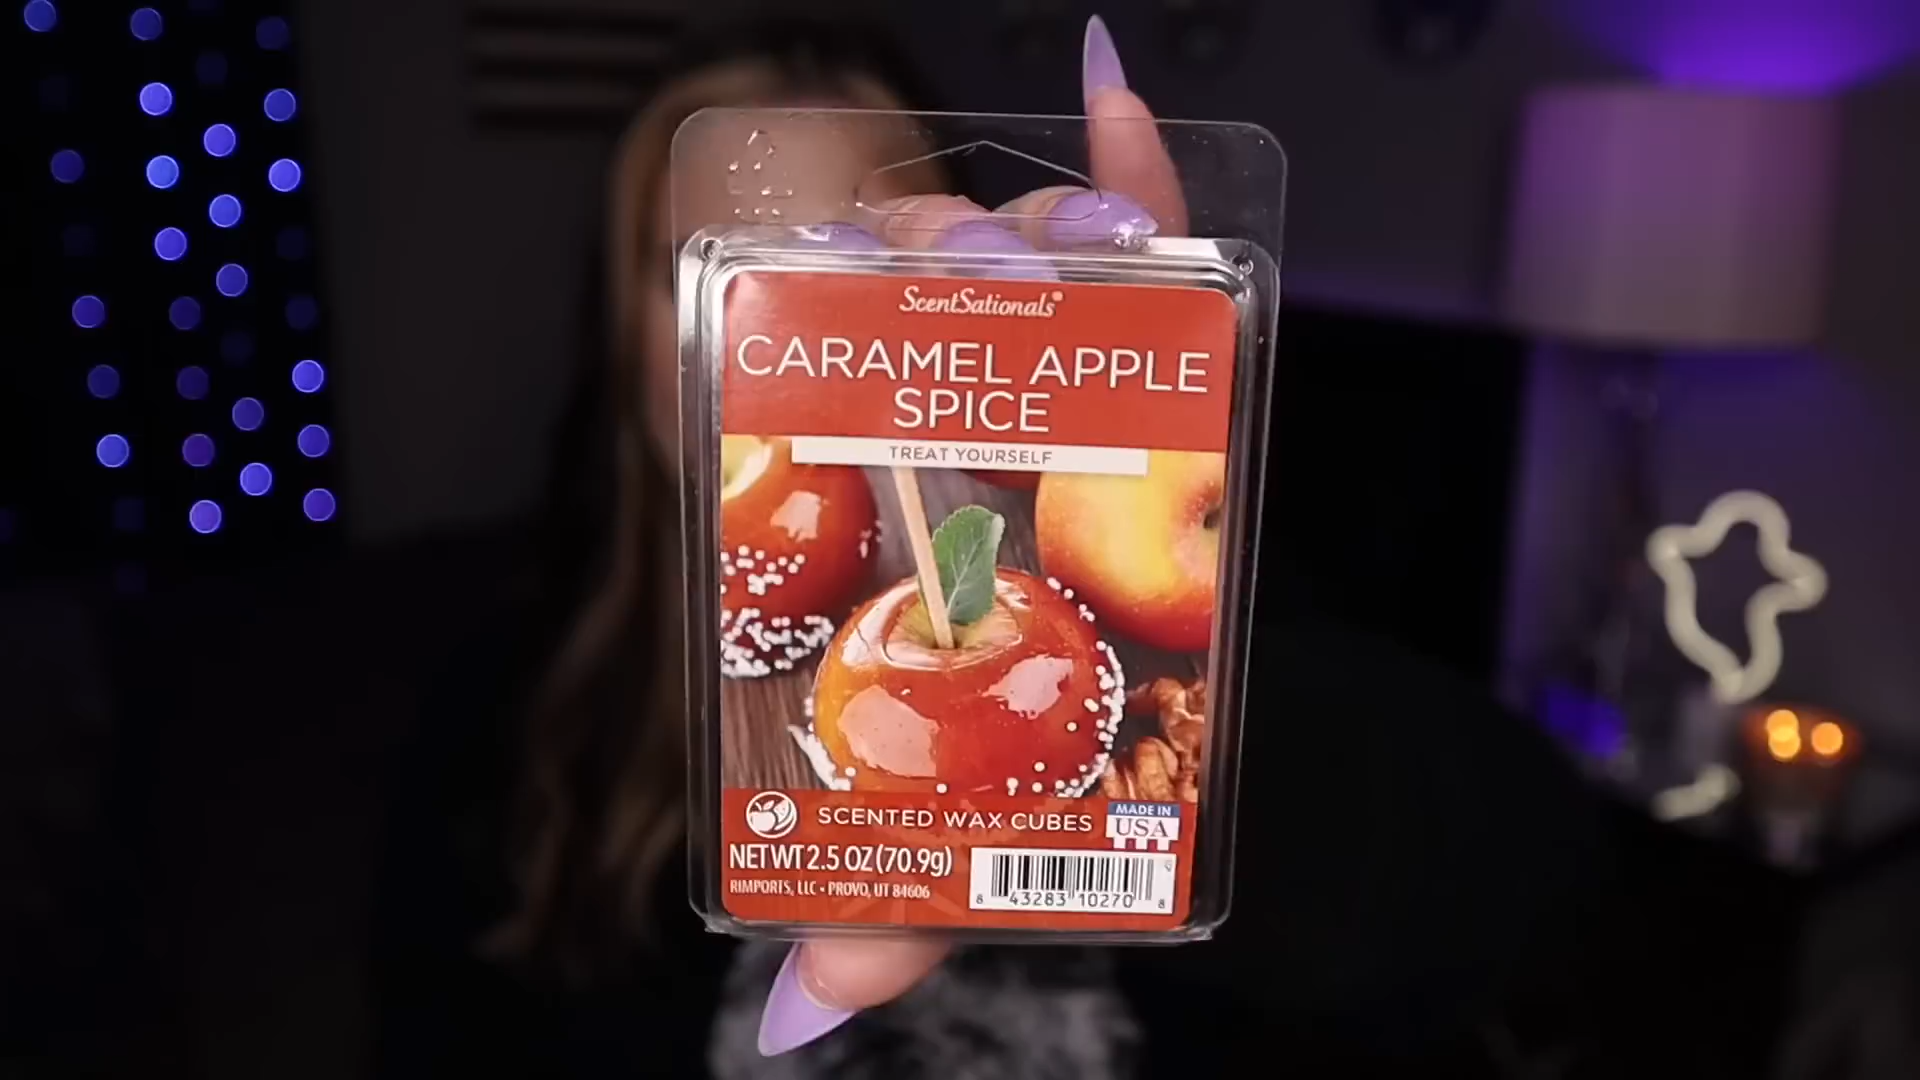 ScentSationals
CARAMEL APPLE
SPICE
TREAT YOURSELF
SCENTED WAX CUBES
MADE IN
USA
NET WT 2.5 OZ (70.9g)
RIMPORTS, LLC • PROVO, UT 84606
8 43283 10270 8